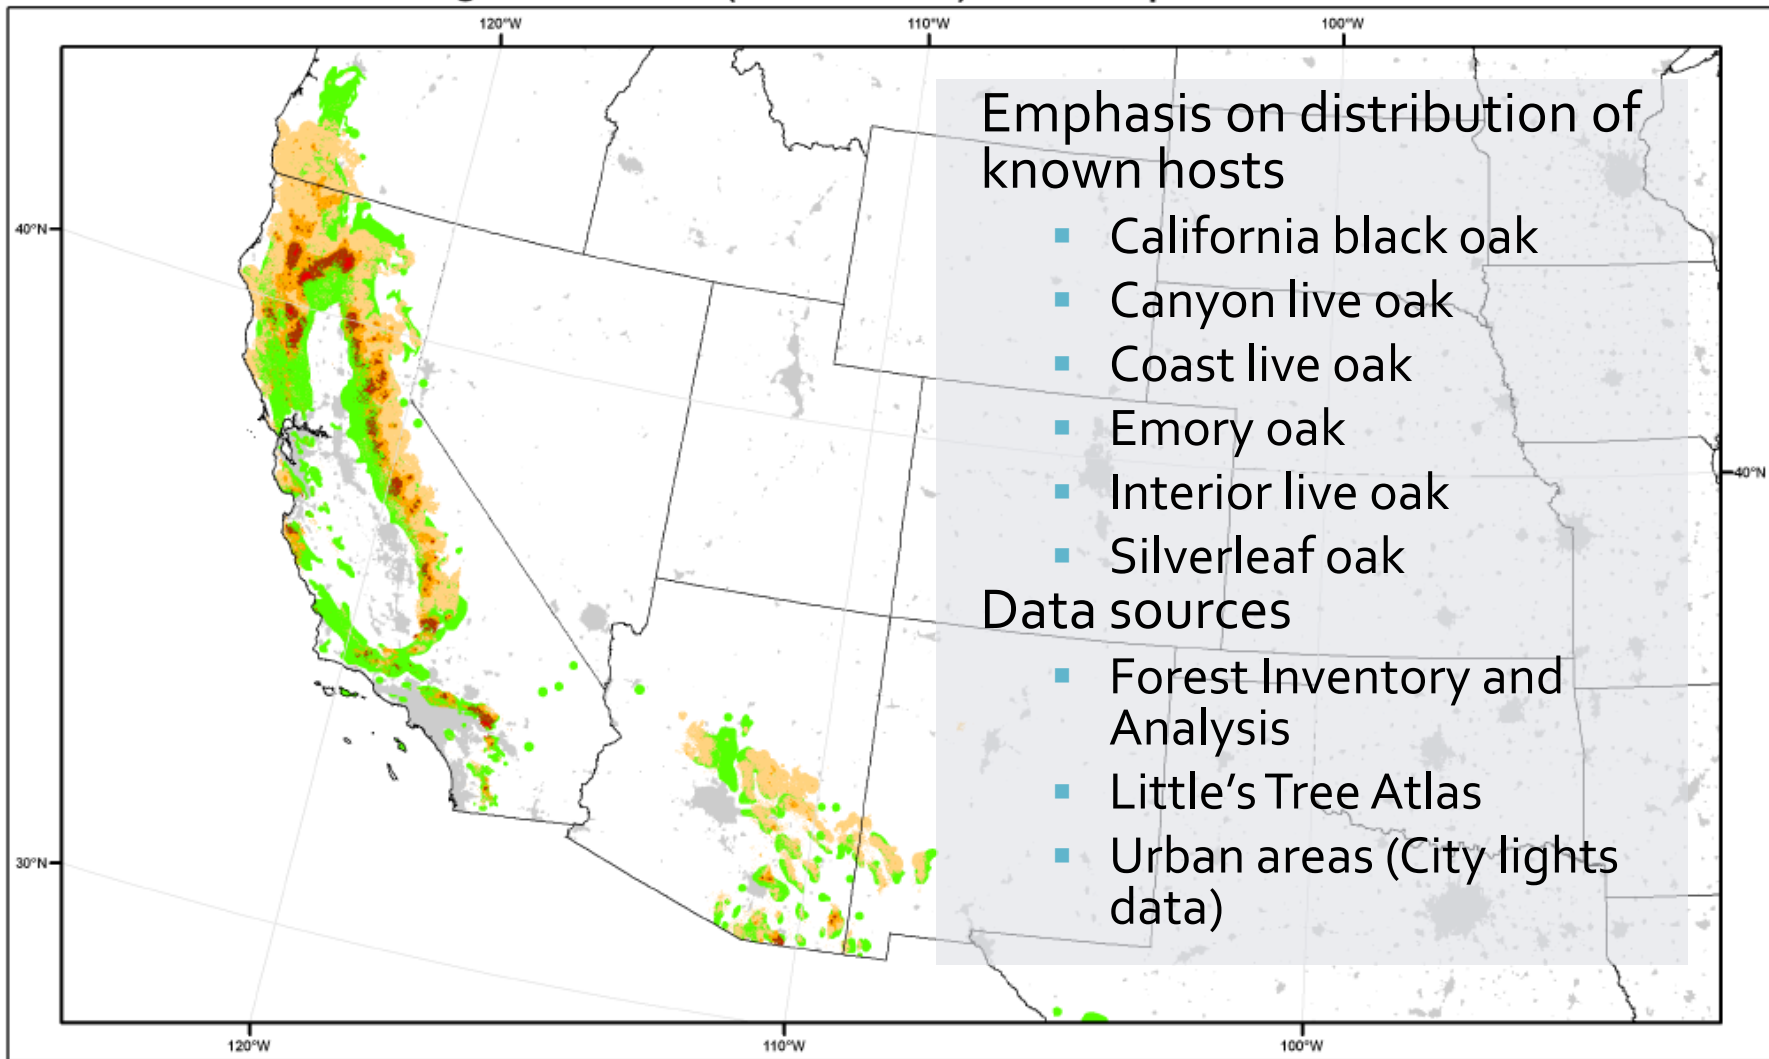 120°W
110°W
100°W
40°N
40°N
30°N
120°W
110°W
100°W
Emphasis on distribution of
known hosts
California black oak
Canyon live oak
Coast live oak
Emory oak
Interior live oak
Silverleaf oak
Data sources
Forest Inventory and
Analysis
Little's Tree Atlas
Urban areas (City lights
data)